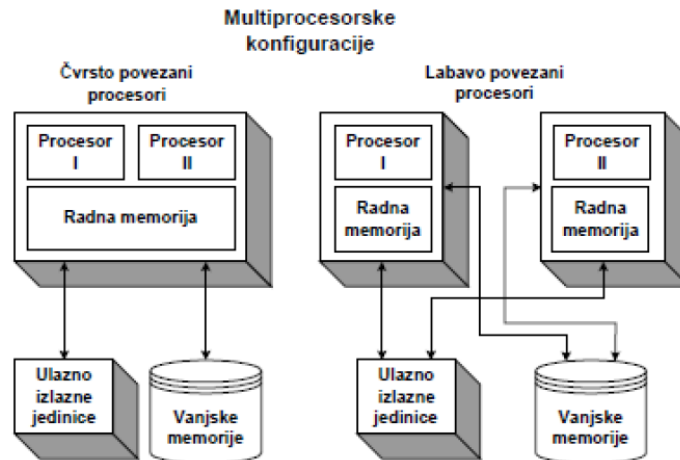 Multiprocesorske
konfiguracije
Čvrsto povezani
procesori
Procesor
I
Procesor
II
Radna memorija
Ulazno
izlazne
jedinice
Vanjske
memorije
Labavo povezani
procesori
Procesor
I
Radna
memorija
Procesor
II
Radna
memorija
Ulazno
izlazne
jedinice
Vanjske
memorije